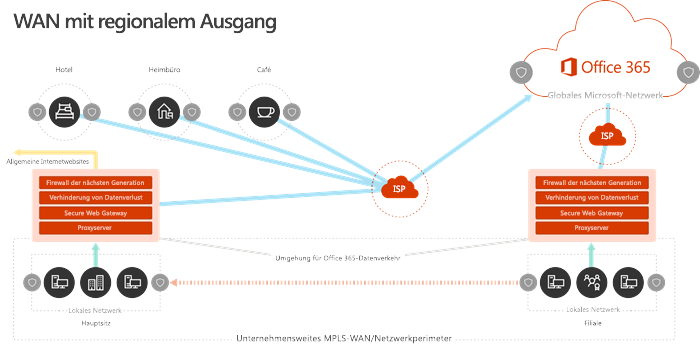 WAN mit regionalem Ausgang
Hotel
Heimbüro
Café
Office 365
Globales Microsoft-Netzwerk
ISP
Allgemeine Internetwebsites
ISP
Firewall der nächsten Generation
Verhinderung von Datenverlust
Secure Web Gateway
Proxyserver
Firewall der nächsten Generation
Verhinderung von Datenverlust
Secure Web Gateway
Proxyserver
Umgehung für Office 365-Datenverkehr
Lokales Netzwerk
Hauptsitz
Lokales Netzwerk
Filiale
Unternehmensweites MPLS-WAN/Netzwerkperimeter